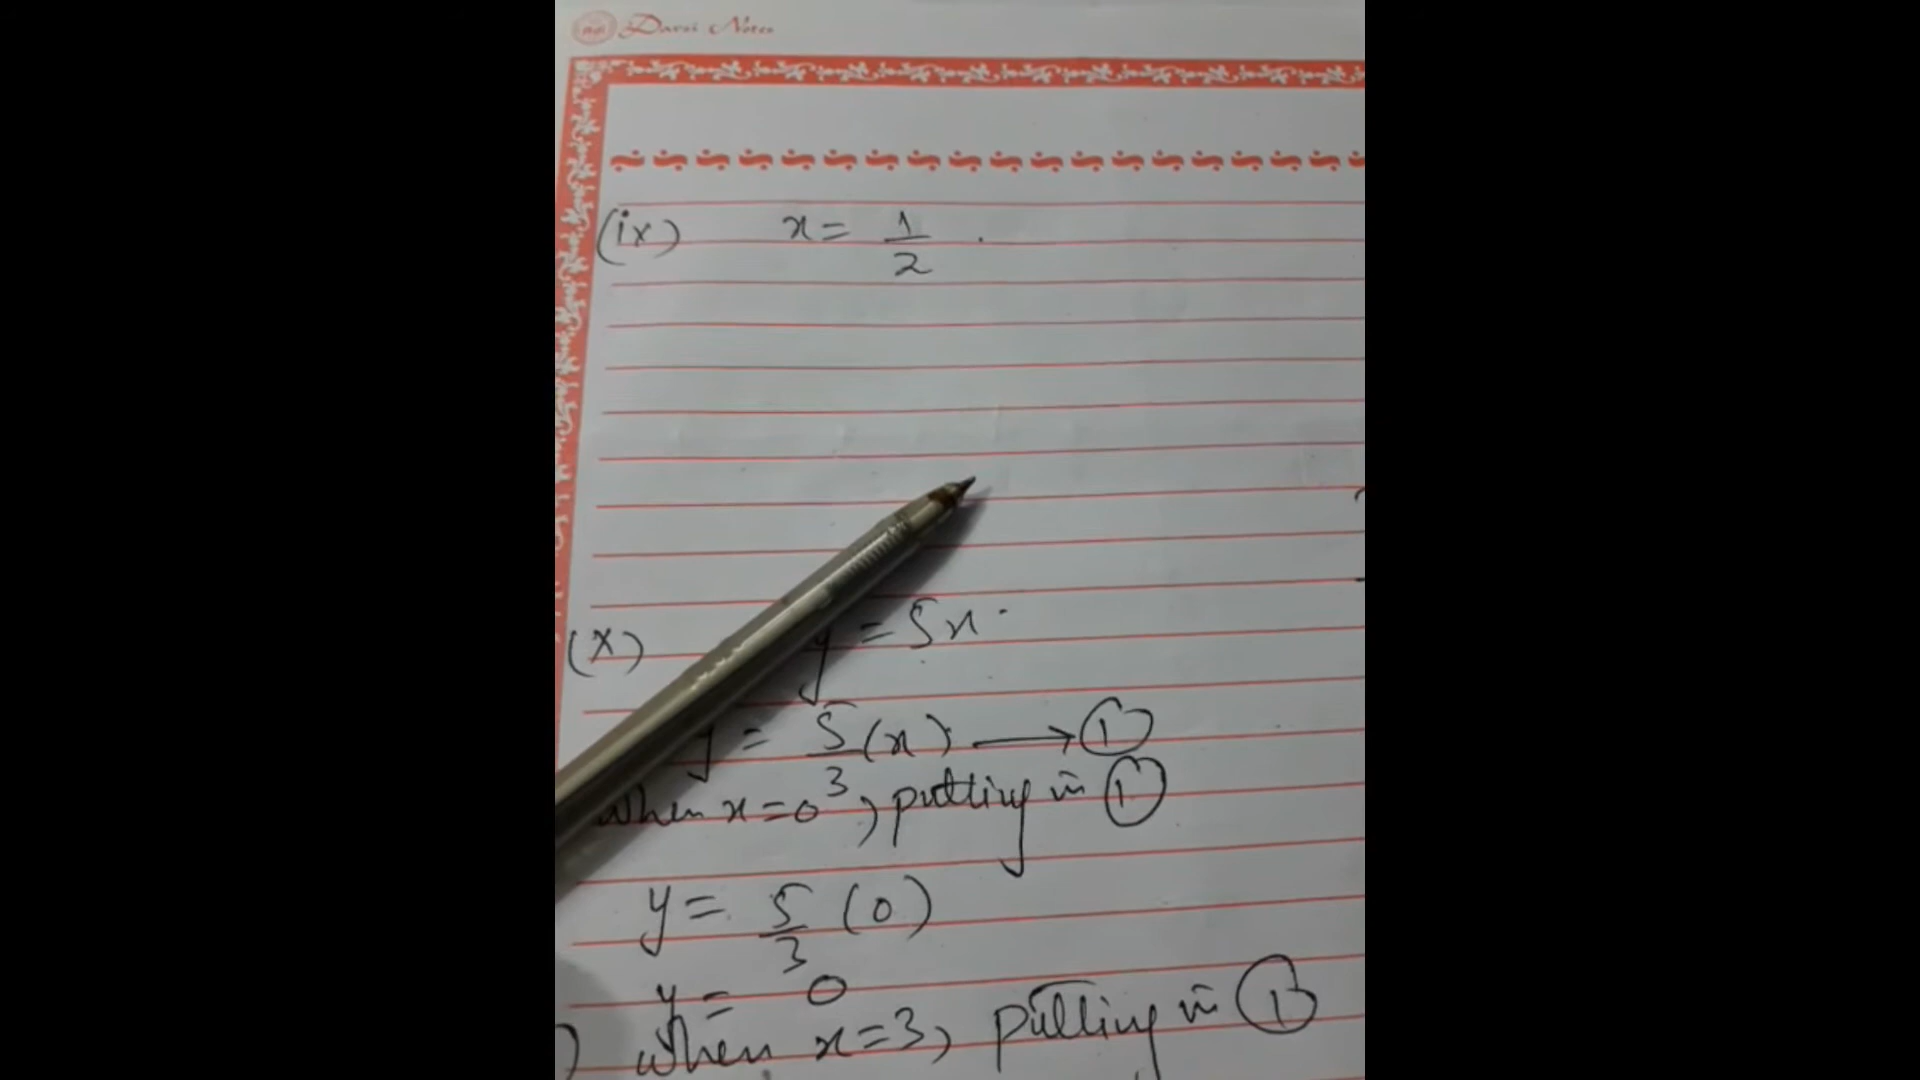 Darsi Notes
(ix) x = 1/2 .
(x) y = 5x
y = 5/3 (x) → ①
when x = 0, putting in ①
y = 5/3 (0)
y = 0
) when x = 3, putting in ①